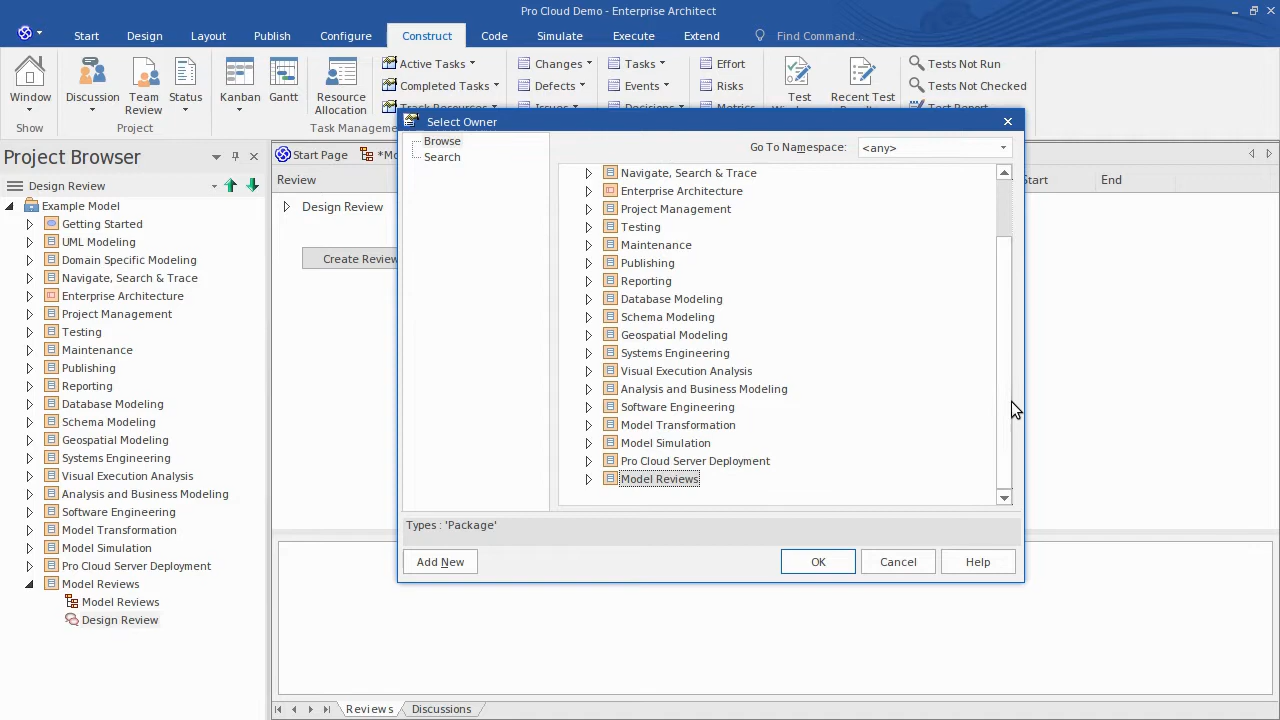 Pro Cloud Demo - Enterprise Architect
Start Design Layout Publish Configure Construct Code Simulate Execute Extend Find Command...
Window
Show
Discussion
Team Review
Status
Project
Kanban
Gantt
Resource Allocation
Active Tasks
Completed Tasks
Track Resources
Task Management
Changes
Defects
Issues
Tasks
Events
Decisions
Effort
Risks
Metrics
Test
Recent Test
Tests Not Run
Tests Not Checked
Test Report
Project Browser
Design Review
Example Model
Getting Started
UML Modeling
Domain Specific Modeling
Navigate, Search & Trace
Enterprise Architecture
Project Management
Testing
Maintenance
Publishing
Reporting
Database Modeling
Schema Modeling
Geospatial Modeling
Systems Engineering
Visual Execution Analysis
Analysis and Business Modeling
Software Engineering
Model Transformation
Model Simulation
Pro Cloud Server Deployment
Model Reviews
Model Reviews
Design Review
Start Page
Review
Start
End
Design Review
Create Review
Select Owner
Browse
Search
Go To Namespace: <any>
Navigate, Search & Trace
Enterprise Architecture
Project Management
Testing
Maintenance
Publishing
Reporting
Database Modeling
Schema Modeling
Geospatial Modeling
Systems Engineering
Visual Execution Analysis
Analysis and Business Modeling
Software Engineering
Model Transformation
Model Simulation
Pro Cloud Server Deployment
Model Reviews
Types : 'Package'
Add New
OK
Cancel
Help
Reviews
Discussions